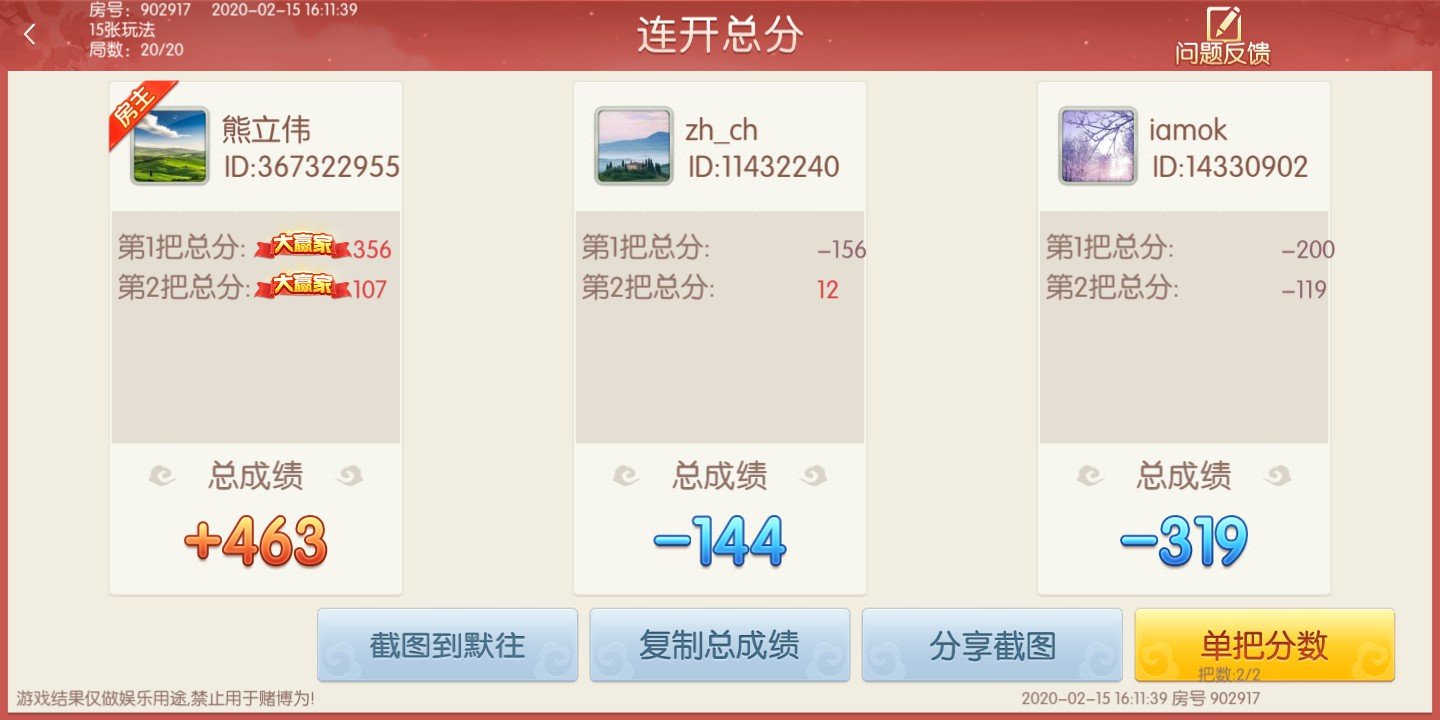 房号：902917 2020-02-15 16:11:39
15张玩法
局数：20/20
连开总分
问题反馈
房主
熊立伟
ID:367322955
第1把总分: 大赢家 356
第2把总分: 大赢家 107
总成绩
+463
zh_ch
ID:11432240
第1把总分: -156
第2把总分: 12
总成绩
-144
iamok
ID:14330902
第1把总分: -200
第2把总分: -119
总成绩
-319
截图到默往
复制总成绩
分享截图
单把分数
把数:2/2
游戏结果仅做娱乐用途,禁止用于赌博为!
2020-02-15 16:11:39 房号 902917